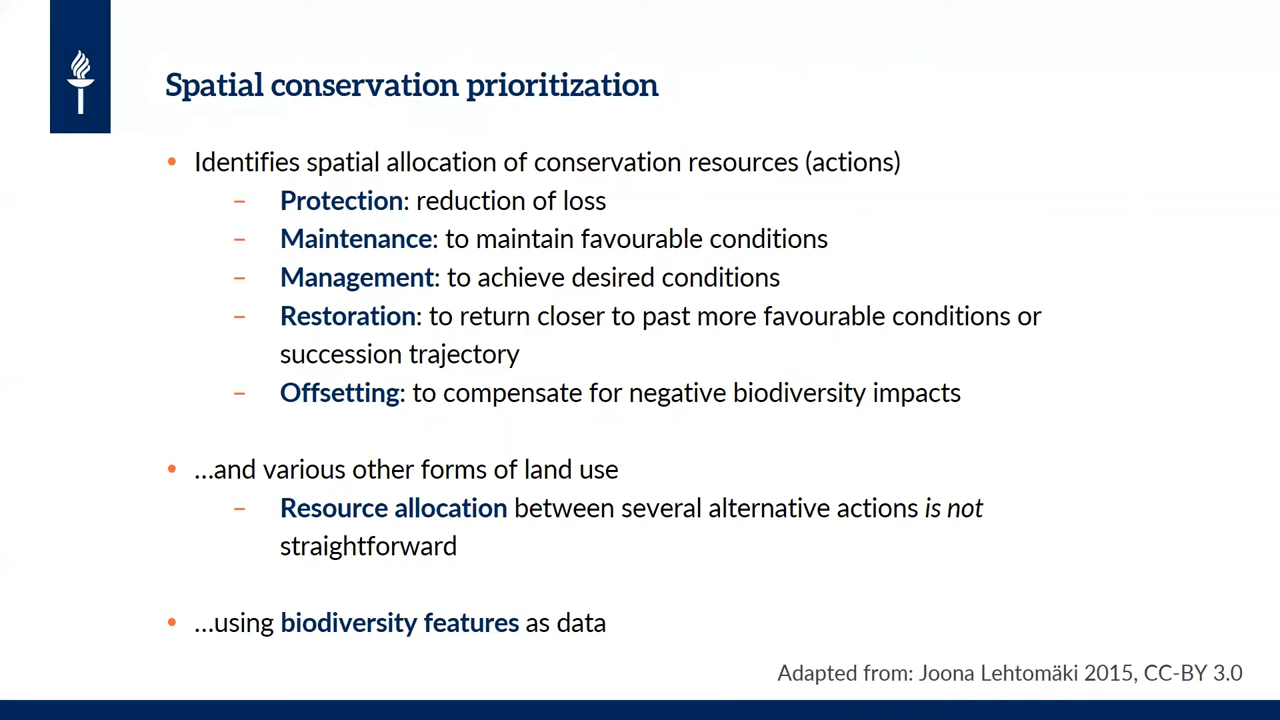 Spatial conservation prioritization
• Identifies spatial allocation of conservation resources (actions)
– Protection: reduction of loss
– Maintenance: to maintain favourable conditions
– Management: to achieve desired conditions
– Restoration: to return closer to past more favourable conditions or
succession trajectory
– Offsetting: to compensate for negative biodiversity impacts
• …and various other forms of land use
– Resource allocation between several alternative actions is not
straightforward
• …using biodiversity features as data
Adapted from: Joona Lehtomäki 2015, CC-BY 3.0